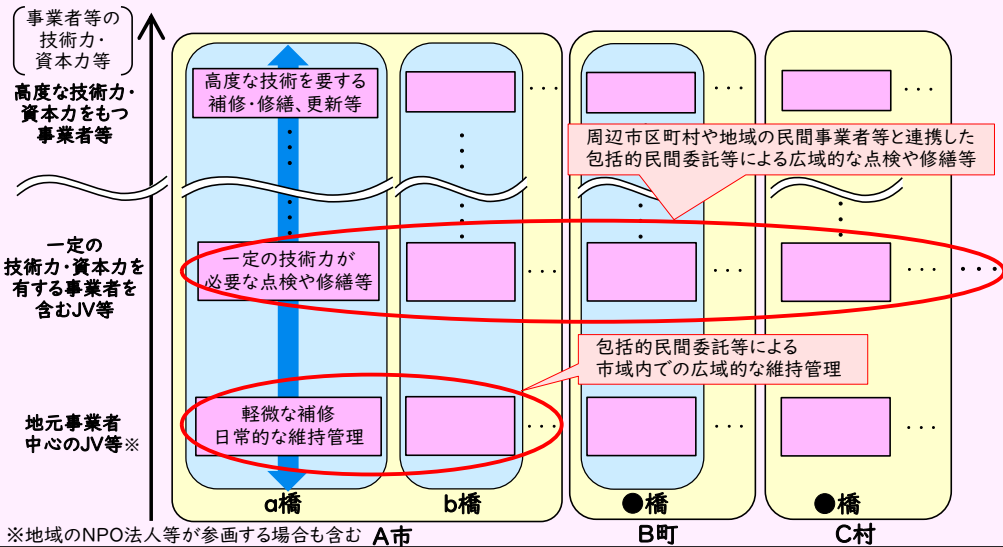 事業者等の
技術力・
資本力等
高度な技術力・
資本力をもつ
事業者等
高度な技術を要する
補修・修繕、更新等
・・・
・・・
・・・
周辺市区町村や地域の民間事業者等と連携した
包括的民間委託等による広域的な点検や修繕等
一定の
技術力・資本力を
有する事業者を
含むJV等
一定の技術力が
必要な点検や修繕等
・・・
・・・
・・・
・・・
包括的民間委託等による
市域内での広域的な維持管理
地元事業者
中心のJV等※
軽微な補修
日常的な維持管理
・・・
・・・
・・・
a橋
b橋
●橋
●橋
※地域のNPO法人等が参画する場合も含む
A市
B町
C村